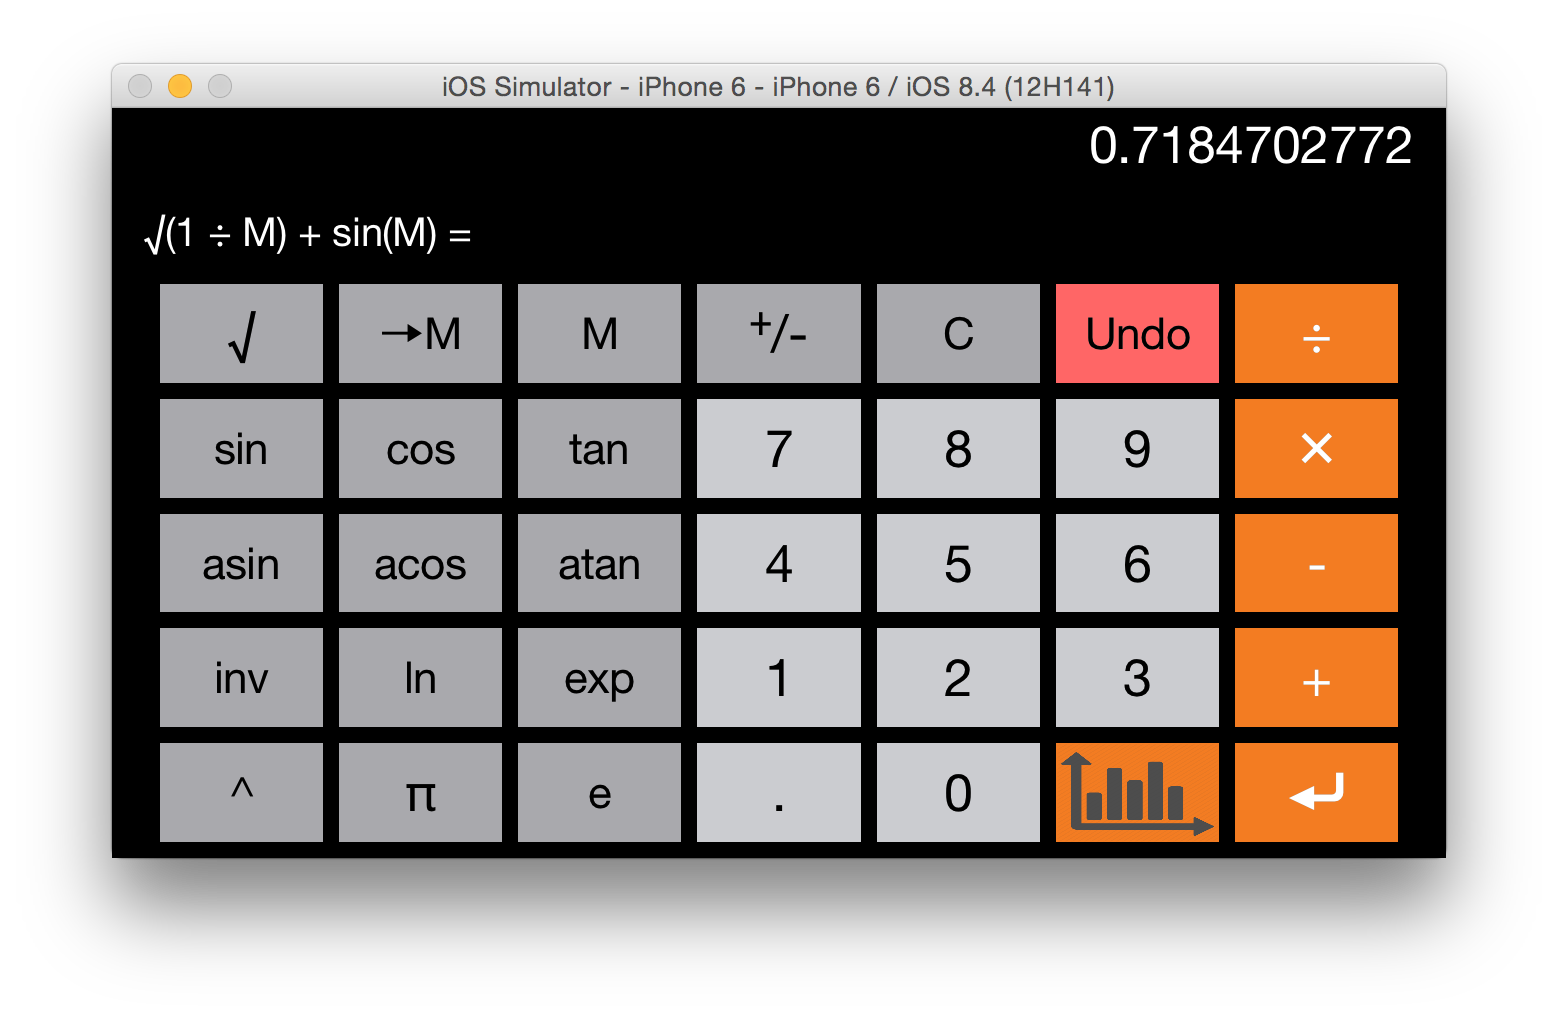 iOS Simulator - iPhone 6 - iPhone 6 / iOS 8.4 (12H141)
0.7184702772
√(1 ÷ M) + sin(M) =
√ →M M +/- C Undo ÷
sin cos tan 7 8 9 ×
asin acos atan 4 5 6 -
inv ln exp 1 2 3 +
^ π e . 0